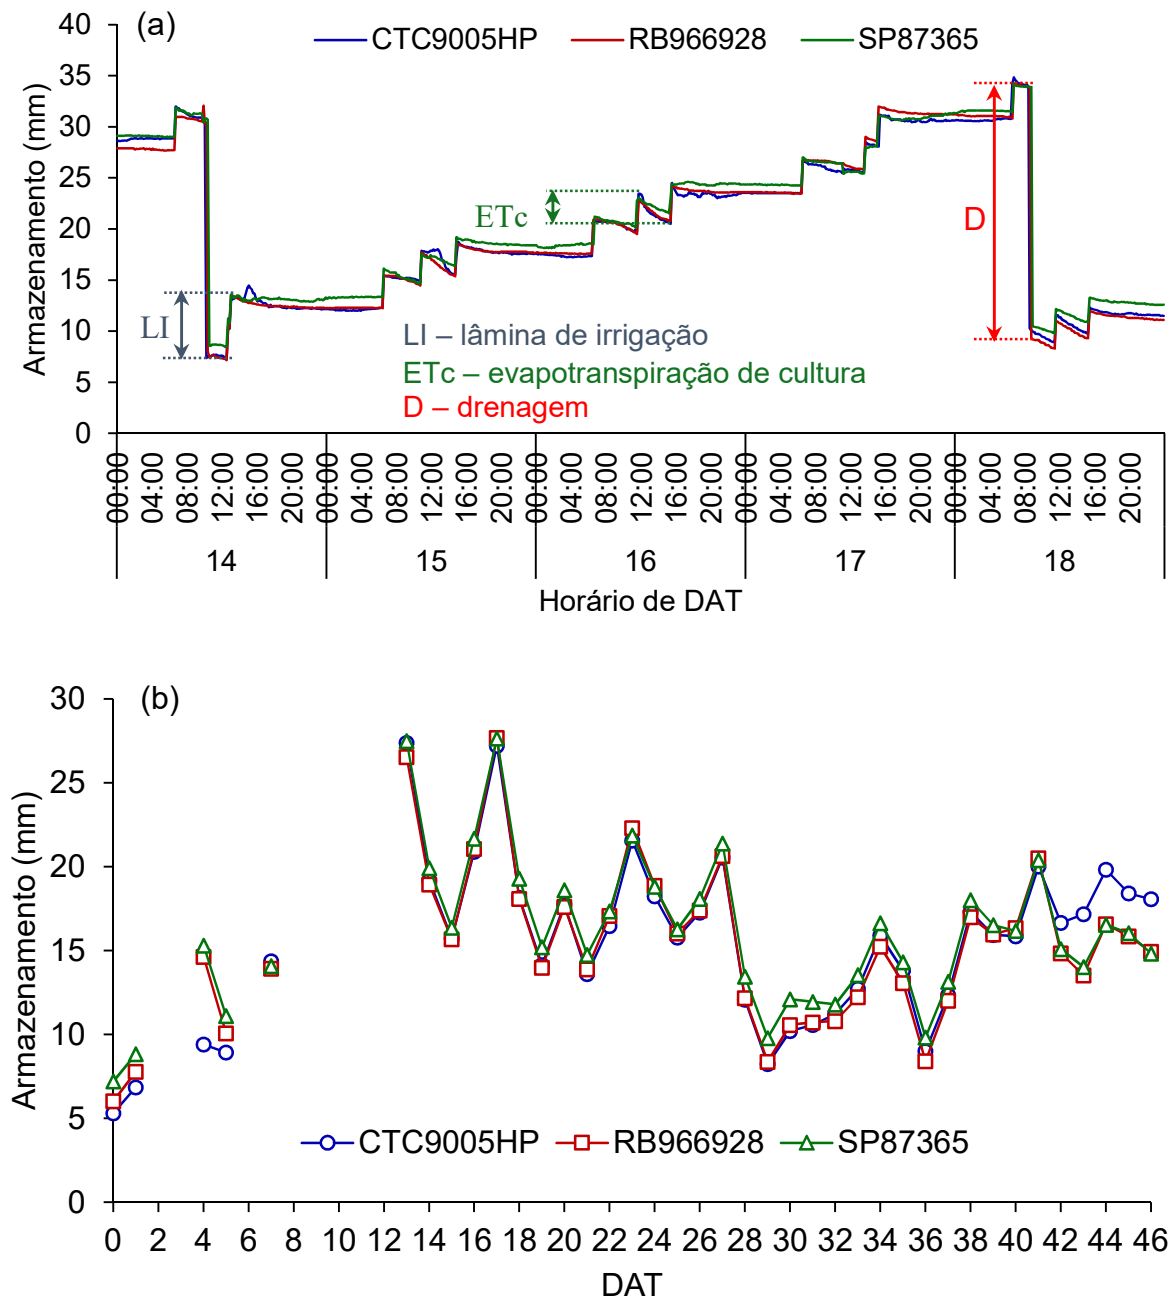 (a)
CTC9005HP RB966928 SP87365
Armazenamento (mm)
40
35
30
25
20
15
10
5
0
LI
ETc
D
LI – lâmina de irrigação
ETc – evapotranspiração de cultura
D – drenagem
00:00 04:00 08:00 12:00 16:00 20:00 00:00 04:00 08:00 12:00 16:00 20:00 00:00 04:00 08:00 12:00 16:00 20:00 00:00 04:00 08:00 12:00 16:00 20:00 00:00 04:00 08:00 12:00 16:00 20:00
14 15 16 17 18
Horário de DAT
(b)
Armazenamento (mm)
30
25
20
15
10
5
0
CTC9005HP RB966928 SP87365
0 2 4 6 8 10 12 14 16 18 20 22 24 26 28 30 32 34 36 38 40 42 44 46
DAT